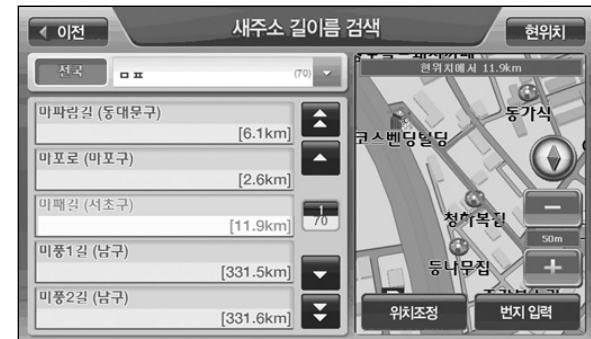 이전
새주소 길이름 검색
현위치
전국
ㅁㅍ
(70)
현위치에서 11.9km
마파람길 (동대문구)
[6.1km]
마포로 (마포구)
[2.6km]
마패길 (서초구)
[11.9km]
1
70
미풍1길 (남구)
[331.5km]
미풍2길 (남구)
[331.6km]
동가식
코스벤딩빌딩
청하복집
50m
등나무집
위치조정
번지 입력